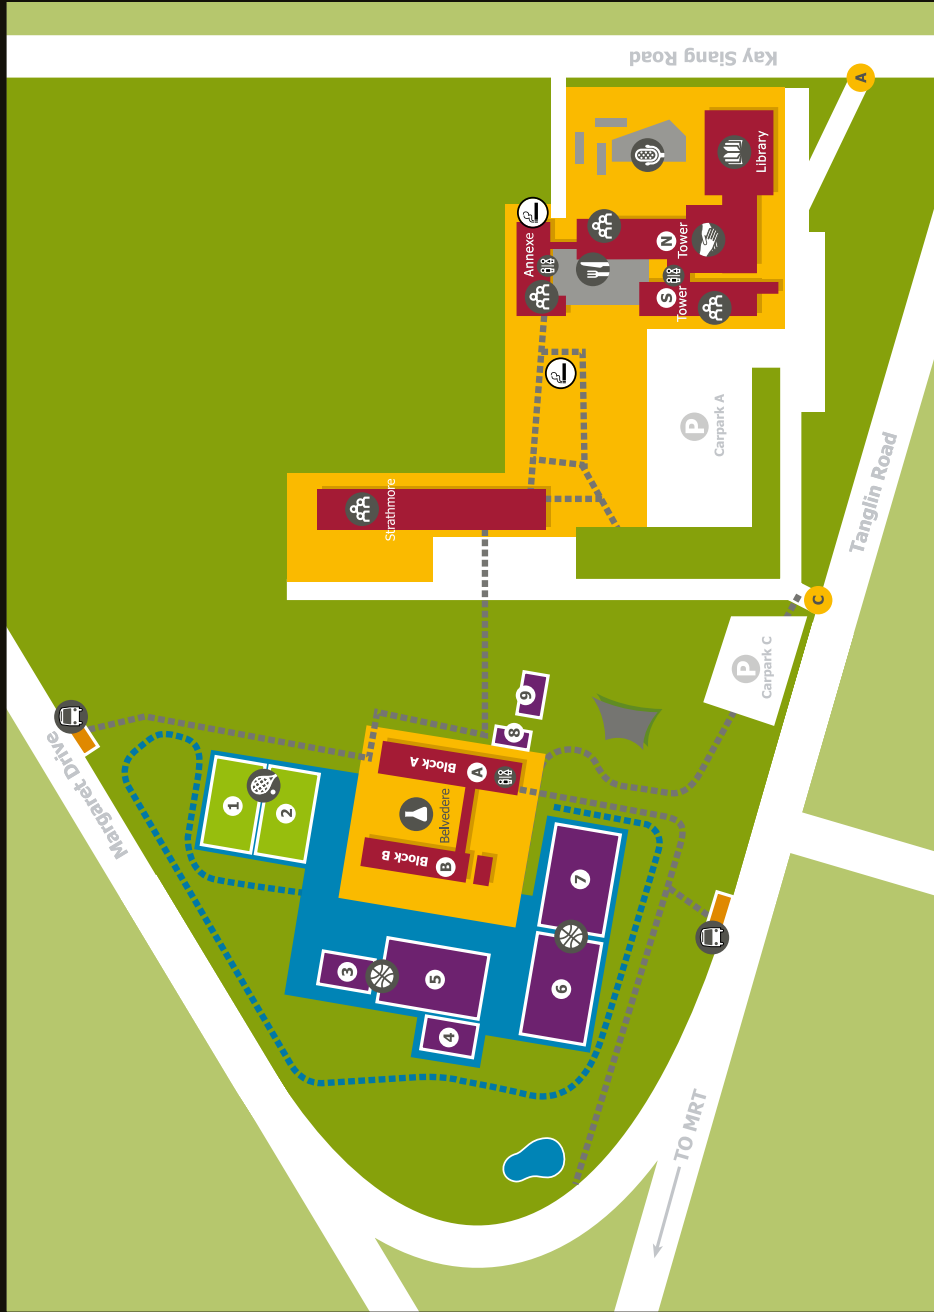 Kay Siang Road
A
Library
N
Tower
S
Tower
Annexe
P
Carpark A
Tanglin Road
Strathmore
C
P
Carpark C
9
8
Margaret Drive
1
2
Block A
A
Belvedere
Block B
B
3
5
4
7
6
TO MRT